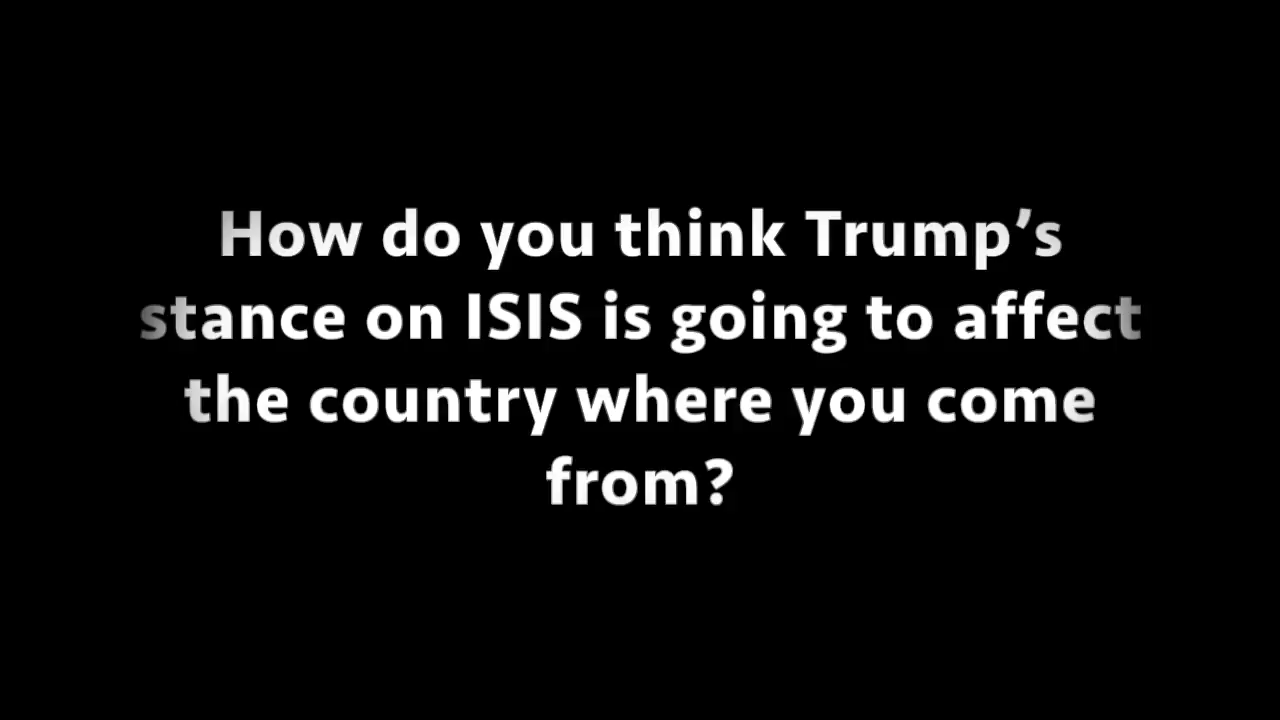 How do you think Trump’s
stance on ISIS is going to affect
the country where you come
from?